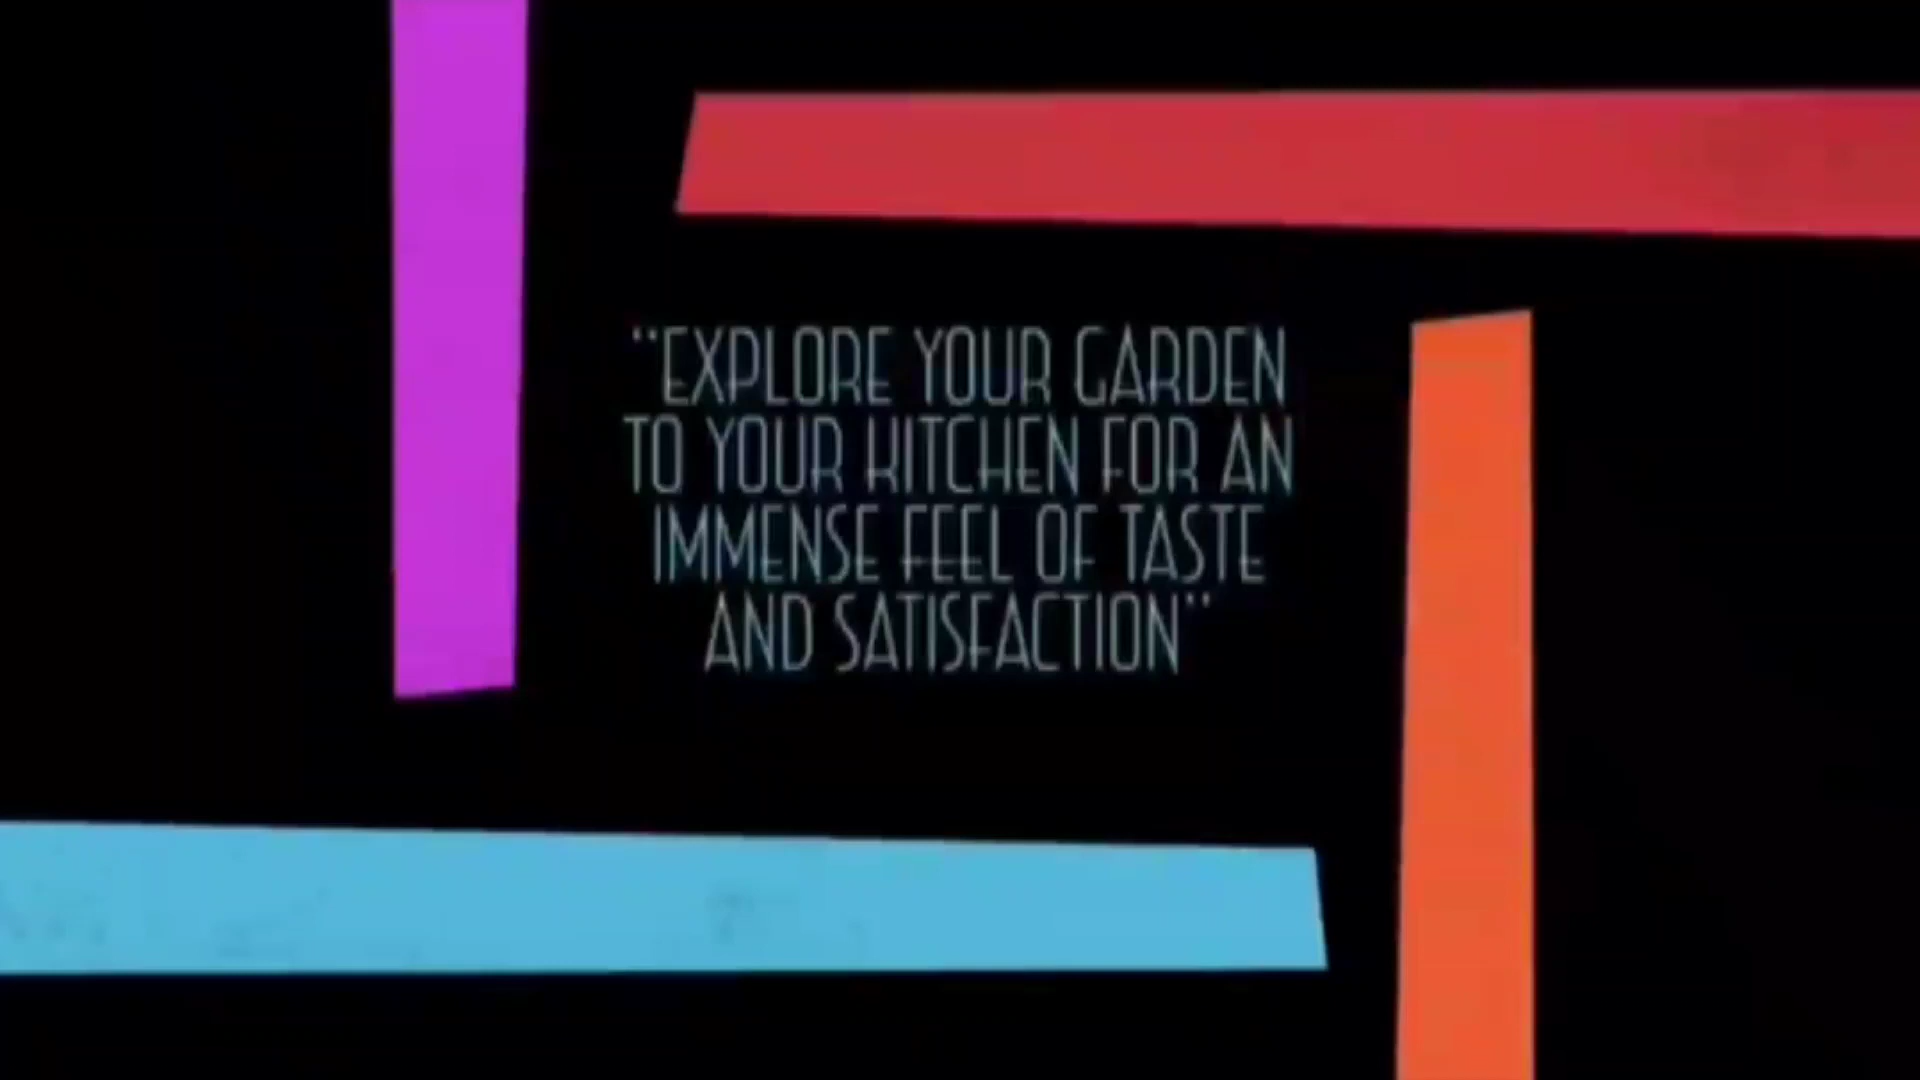 "EXPLORE YOUR GARDEN
TO YOUR KITCHEN FOR AN
IMMENSE FEEL OF TASTE
AND SATISFACTION"